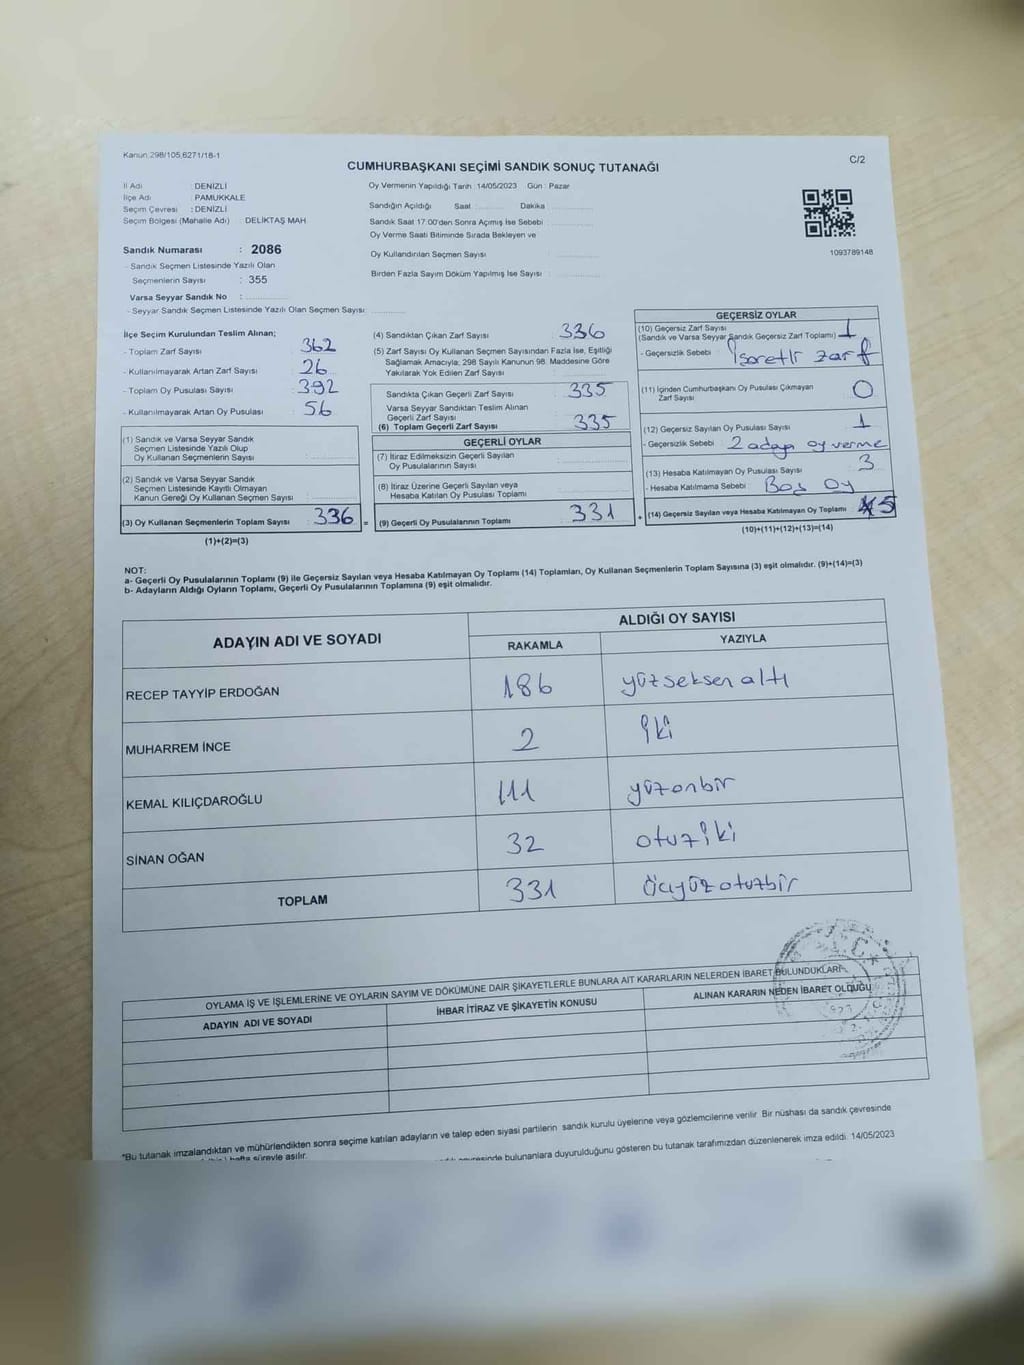 Kanun:298/105,6271/18-1
CUMHURBAŞKANI SEÇİMİ SANDIK SONUÇ TUTANAĞI
C/2
İl Adı : DENİZLİ
İlçe Adı : PAMUKKALE
Seçim Çevresi : DENİZLİ
Seçim Bölgesi (Mahalle Adı) : DELİKTAŞ MAH
Sandık Numarası : 2086
- Sandık Seçmen Listesinde Yazılı Olan
Seçmenlerin Sayısı : 355
Varsa Seyyar Sandık No :
- Seyyar Sandık Seçmen Listesinde Yazılı Olan Seçmen Sayısı:
Oy Vermenin Yapıldığı Tarih : 14/05/2023 Gün : Pazar
Sandığın Açıldığı Saat Dakika
Sandık Saat 17:00'den Sonra Açımış İse Sebebi
Oy Verme Saati Bitiminde Sırada Bekleyen ve
Oy Kullandırılan Seçmen Sayısı
Birden Fazla Sayım Döküm Yapılmış İse Sayısı
1093789148
İlçe Seçim Kurulundan Teslim Alınan;
- Toplam Zarf Sayısı : 362
- Kullanılmayarak Artan Zarf Sayısı : 26
- Toplam Oy Pusulası Sayısı : 392
- Kullanılmayarak Artan Oy Pusulası : 56
(1) Sandık ve Varsa Seyyar Sandık
Seçmen Listesinde Yazılı Olup
Oy Kullanan Seçmenlerin Sayısı :
(2) Sandık ve Varsa Seyyar Sandık
Seçmen Listesinde Kayıtlı Olmayan
Kanun Gereği Oy Kullanan Seçmen Sayısı :
(3) Oy Kullanan Seçmenlerin Toplam Sayısı : 336 =
(1)+(2)=(3)
(4) Sandıktan Çıkan Zarf Sayısı : 336
(5) Zarf Sayısı Oy Kullanan Seçmen Sayısından Fazla İse, Eşitliği
Sağlamak Amacıyla; 298 Sayılı Kanunun 98. Maddesine Göre
Yakılarak Yok Edilen Zarf Sayısı :
Sandıkta Çıkan Geçerli Zarf Sayısı : 335
Varsa Seyyar Sandıktan Teslim Alınan
Geçerli Zarf Sayısı
(6) Toplam Geçerli Zarf Sayısı : 335
GEÇERLİ OYLAR
(7) İtiraz Edilmeksizin Geçerli Sayılan
Oy Pusulalarının Sayısı :
(8) İtiraz Üzerine Geçerli Sayılan veya
Hesaba Katılan Oy Pusulası Toplamı :
(9) Geçerli Oy Pusulalarının Toplamı : 331 +
GEÇERSİZ OYLAR
(10) Geçersiz Zarf Sayısı
(Sandık ve Varsa Seyyar Sandık Geçersiz Zarf Toplamı) : 1
- Geçersizlik Sebebi : İşaretli zarf
(11) İçinden Cumhurbaşkanı Oy Pusulası Çıkmayan
Zarf Sayısı : 0
(12) Geçersiz Sayılan Oy Pusulası Sayısı : 1
- Geçersizlik Sebebi : 2 adaya oy verme
(13) Hesaba Katılmayan Oy Pusulası Sayısı : 3
- Hesaba Katılmama Sebebi : Boş oy
(14) Geçersiz Sayılan veya Hesaba Katılmayan Oy Toplamı : 5
(10)+(11)+(12)+(13)=(14)
NOT:
a- Geçerli Oy Pusulalarının Toplamı (9) ile Geçersiz Sayılan veya Hesaba Katılmayan Oy Toplamı (14) Toplamları, Oy Kullanan Seçmenlerin Toplam Sayısına (3) eşit olmalıdır. (9)+(14)=(3)
b- Adayların Aldığı Oyların Toplamı, Geçerli Oy Pusulalarının Toplamına (9) eşit olmalıdır.
ADAYIN ADI VE SOYADI
ALDIĞI OY SAYISI
RAKAMLA YAZIYLA
RECEP TAYYİP ERDOĞAN 186 yüzseksenaltı
MUHARREM İNCE 2 iki
KEMAL KILIÇDAROĞLU 111 yüzonbir
SİNAN OĞAN 32 otuziki
TOPLAM 331 üçyüzotuzbir
OYLAMA İŞ VE İŞLEMLERİNE VE OYLARIN SAYIM VE DÖKÜMÜNE DAİR ŞİKAYETLERLE BUNLARA AİT KARARLARIN NELERDEN İBARET BULUNDUKLARI
ADAYIN ADI VE SOYADI İHBAR İTİRAZ VE ŞİKAYETİN KONUSU ALINAN KARARIN NEDEN İBARET OLDUĞU
"Bu tutanak imzalandıktan ve mühürlendikten sonra seçime katılan adayların ve talep eden siyasi partilerin sandık kurulu üyelerine veya gözlemcilerine verilir Bir nüshası da sandık çevresinde
hafta süreyle asılır.
bulunanlara duyurulduğunu gösteren bu tutanak tarafımızdan düzenlenerek imza edildi. 14/05/2023